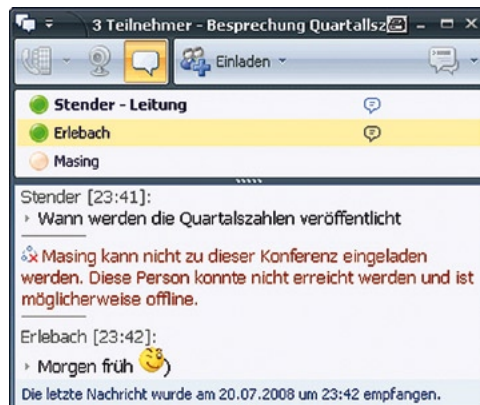 3 Teilnehmer - Besprechung Quartallsz
Einladen
Stender - Leitung
Erlebach
Masing
Stender [23:41]:
Wann werden die Quartalszahlen veröffentlicht
Masing kann nicht zu dieser Konferenz eingeladen
werden. Diese Person konnte nicht erreicht werden und ist
möglicherweise offline.
Erlebach [23:42]:
Morgen früh )
Die letzte Nachricht wurde am 20.07.2008 um 23:42 empfangen.